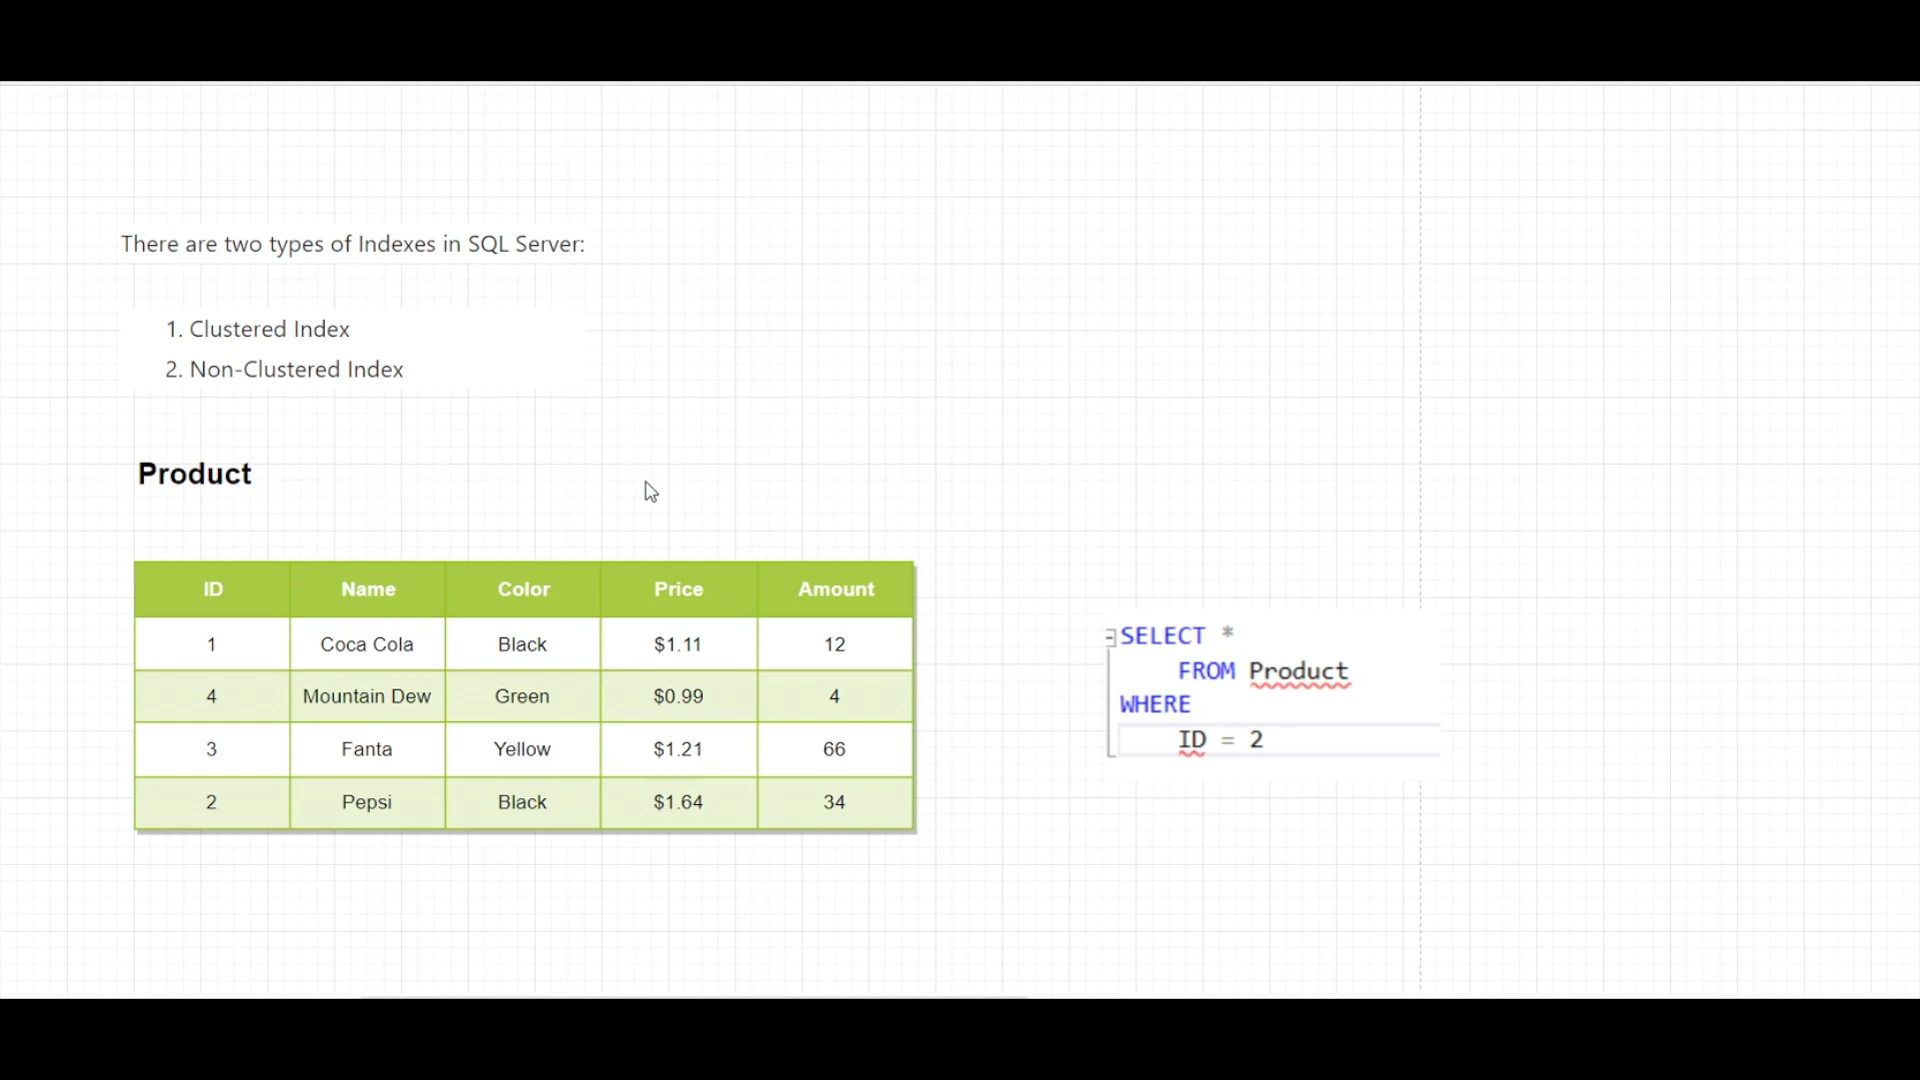 There are two types of Indexes in SQL Server:
1. Clustered Index
2. Non-Clustered Index
Product
ID Name Color Price Amount
1 Coca Cola Black $1.11 12
4 Mountain Dew Green $0.99 4
3 Fanta Yellow $1.21 66
2 Pepsi Black $1.64 34
SELECT *
FROM Product
WHERE
ID = 2